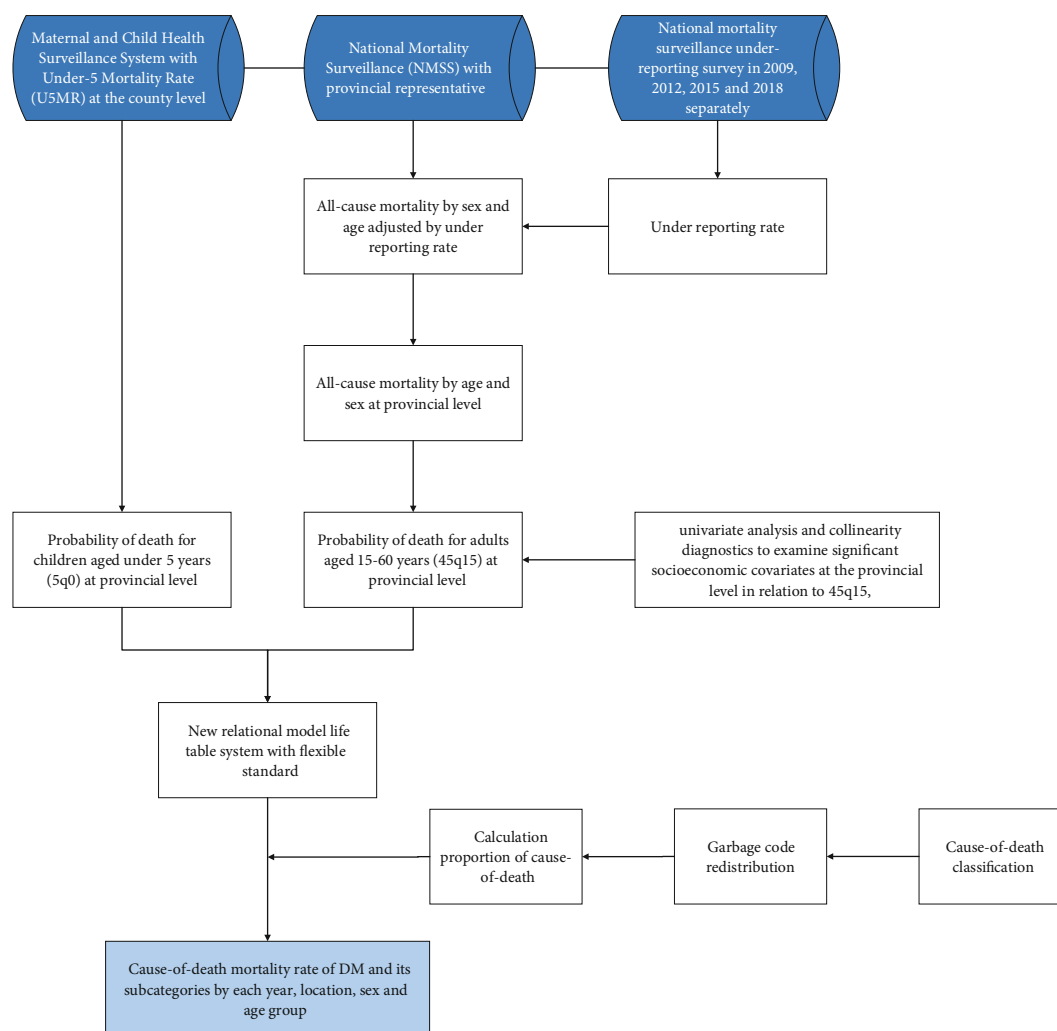 Maternal and Child Health
Surveillance System with
Under-5 Mortality Rate
(U5MR) at the county level
National Mortality
Surveillance (NMSS) with
provincial representative
National mortality
surveillance under-
reporting survey in 2009,
2012, 2015 and 2018
separately
All-cause mortality by sex and
age adjusted by under
reporting rate
Under reporting rate
All-cause mortality by age and
sex at provincial level
Probability of death for
children aged under 5 years
(5q0) at provincial level
Probability of death for adults
aged 15-60 years (45q15) at
provincial level
univariate analysis and collinearity
diagnostics to examine significant
socioeconomic covariates at the provincial
level in relation to 45q15,
New relational model life
table system with flexible
standard
Calculation
proportion of cause-
of-death
Garbage code
redistribution
Cause-of-death
classification
Cause-of-death mortality rate of DM and its
subcategories by each year, location, sex and
age group